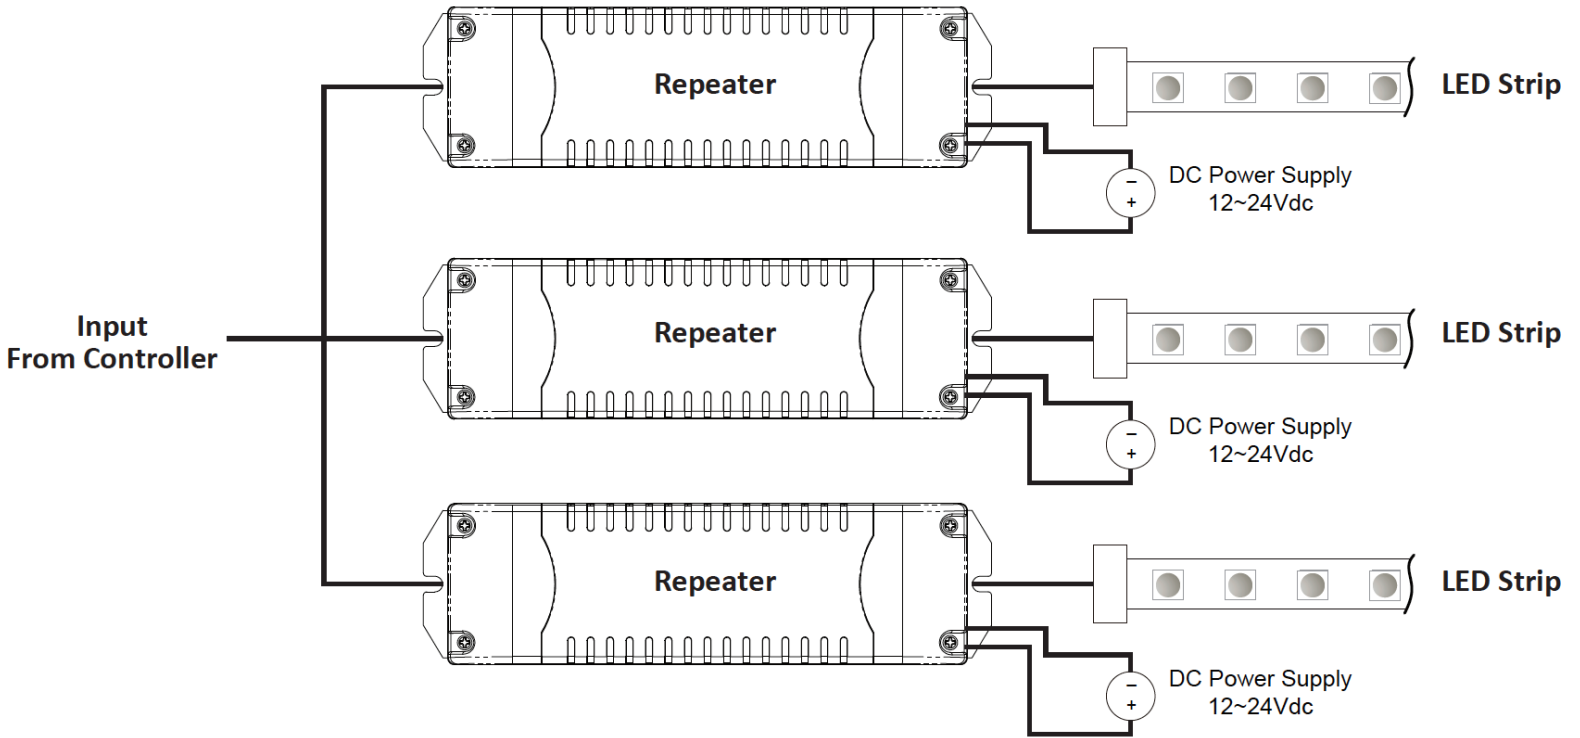 Repeater
LED Strip
DC Power Supply
12~24Vdc
− 
+
Input
From Controller
Repeater
LED Strip
DC Power Supply
12~24Vdc
−
+
Repeater
LED Strip
DC Power Supply
12~24Vdc
−
+